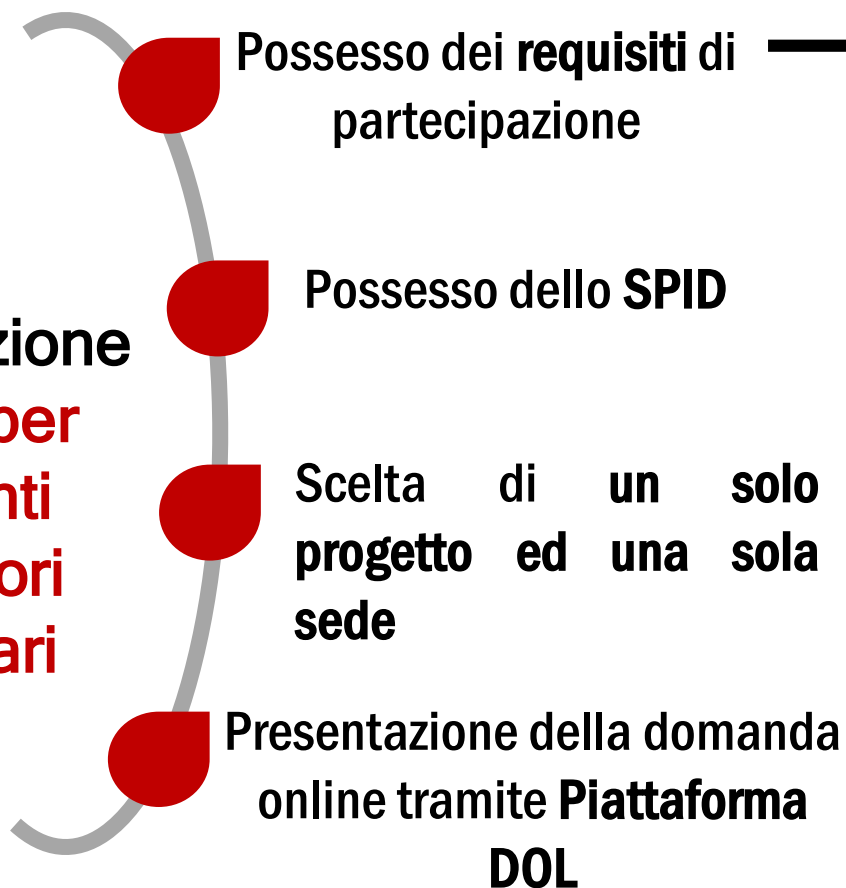 Possesso dei requisiti di
partecipazione
Possesso dello SPID
zione
per
nti
ori
ari
Scelta di un solo
progetto ed una sola
sede
Presentazione della domanda
online tramite Piattaforma
DOL